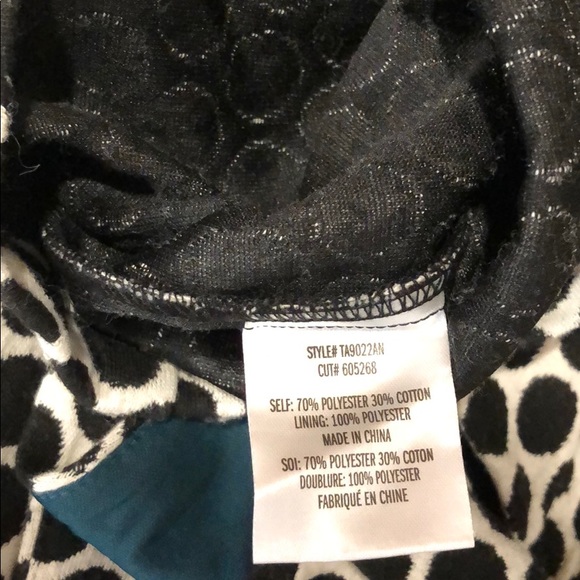 STYLE# TA9022AN
CUT# 605268
SELF: 70% POLYESTER 30% COTTON
LINING: 100% POLYESTER
MADE IN CHINA
SOI: 70% POLYESTER 30% COTON
DOUBLURE: 100% POLYESTER
FABRIQUÉ EN CHINE